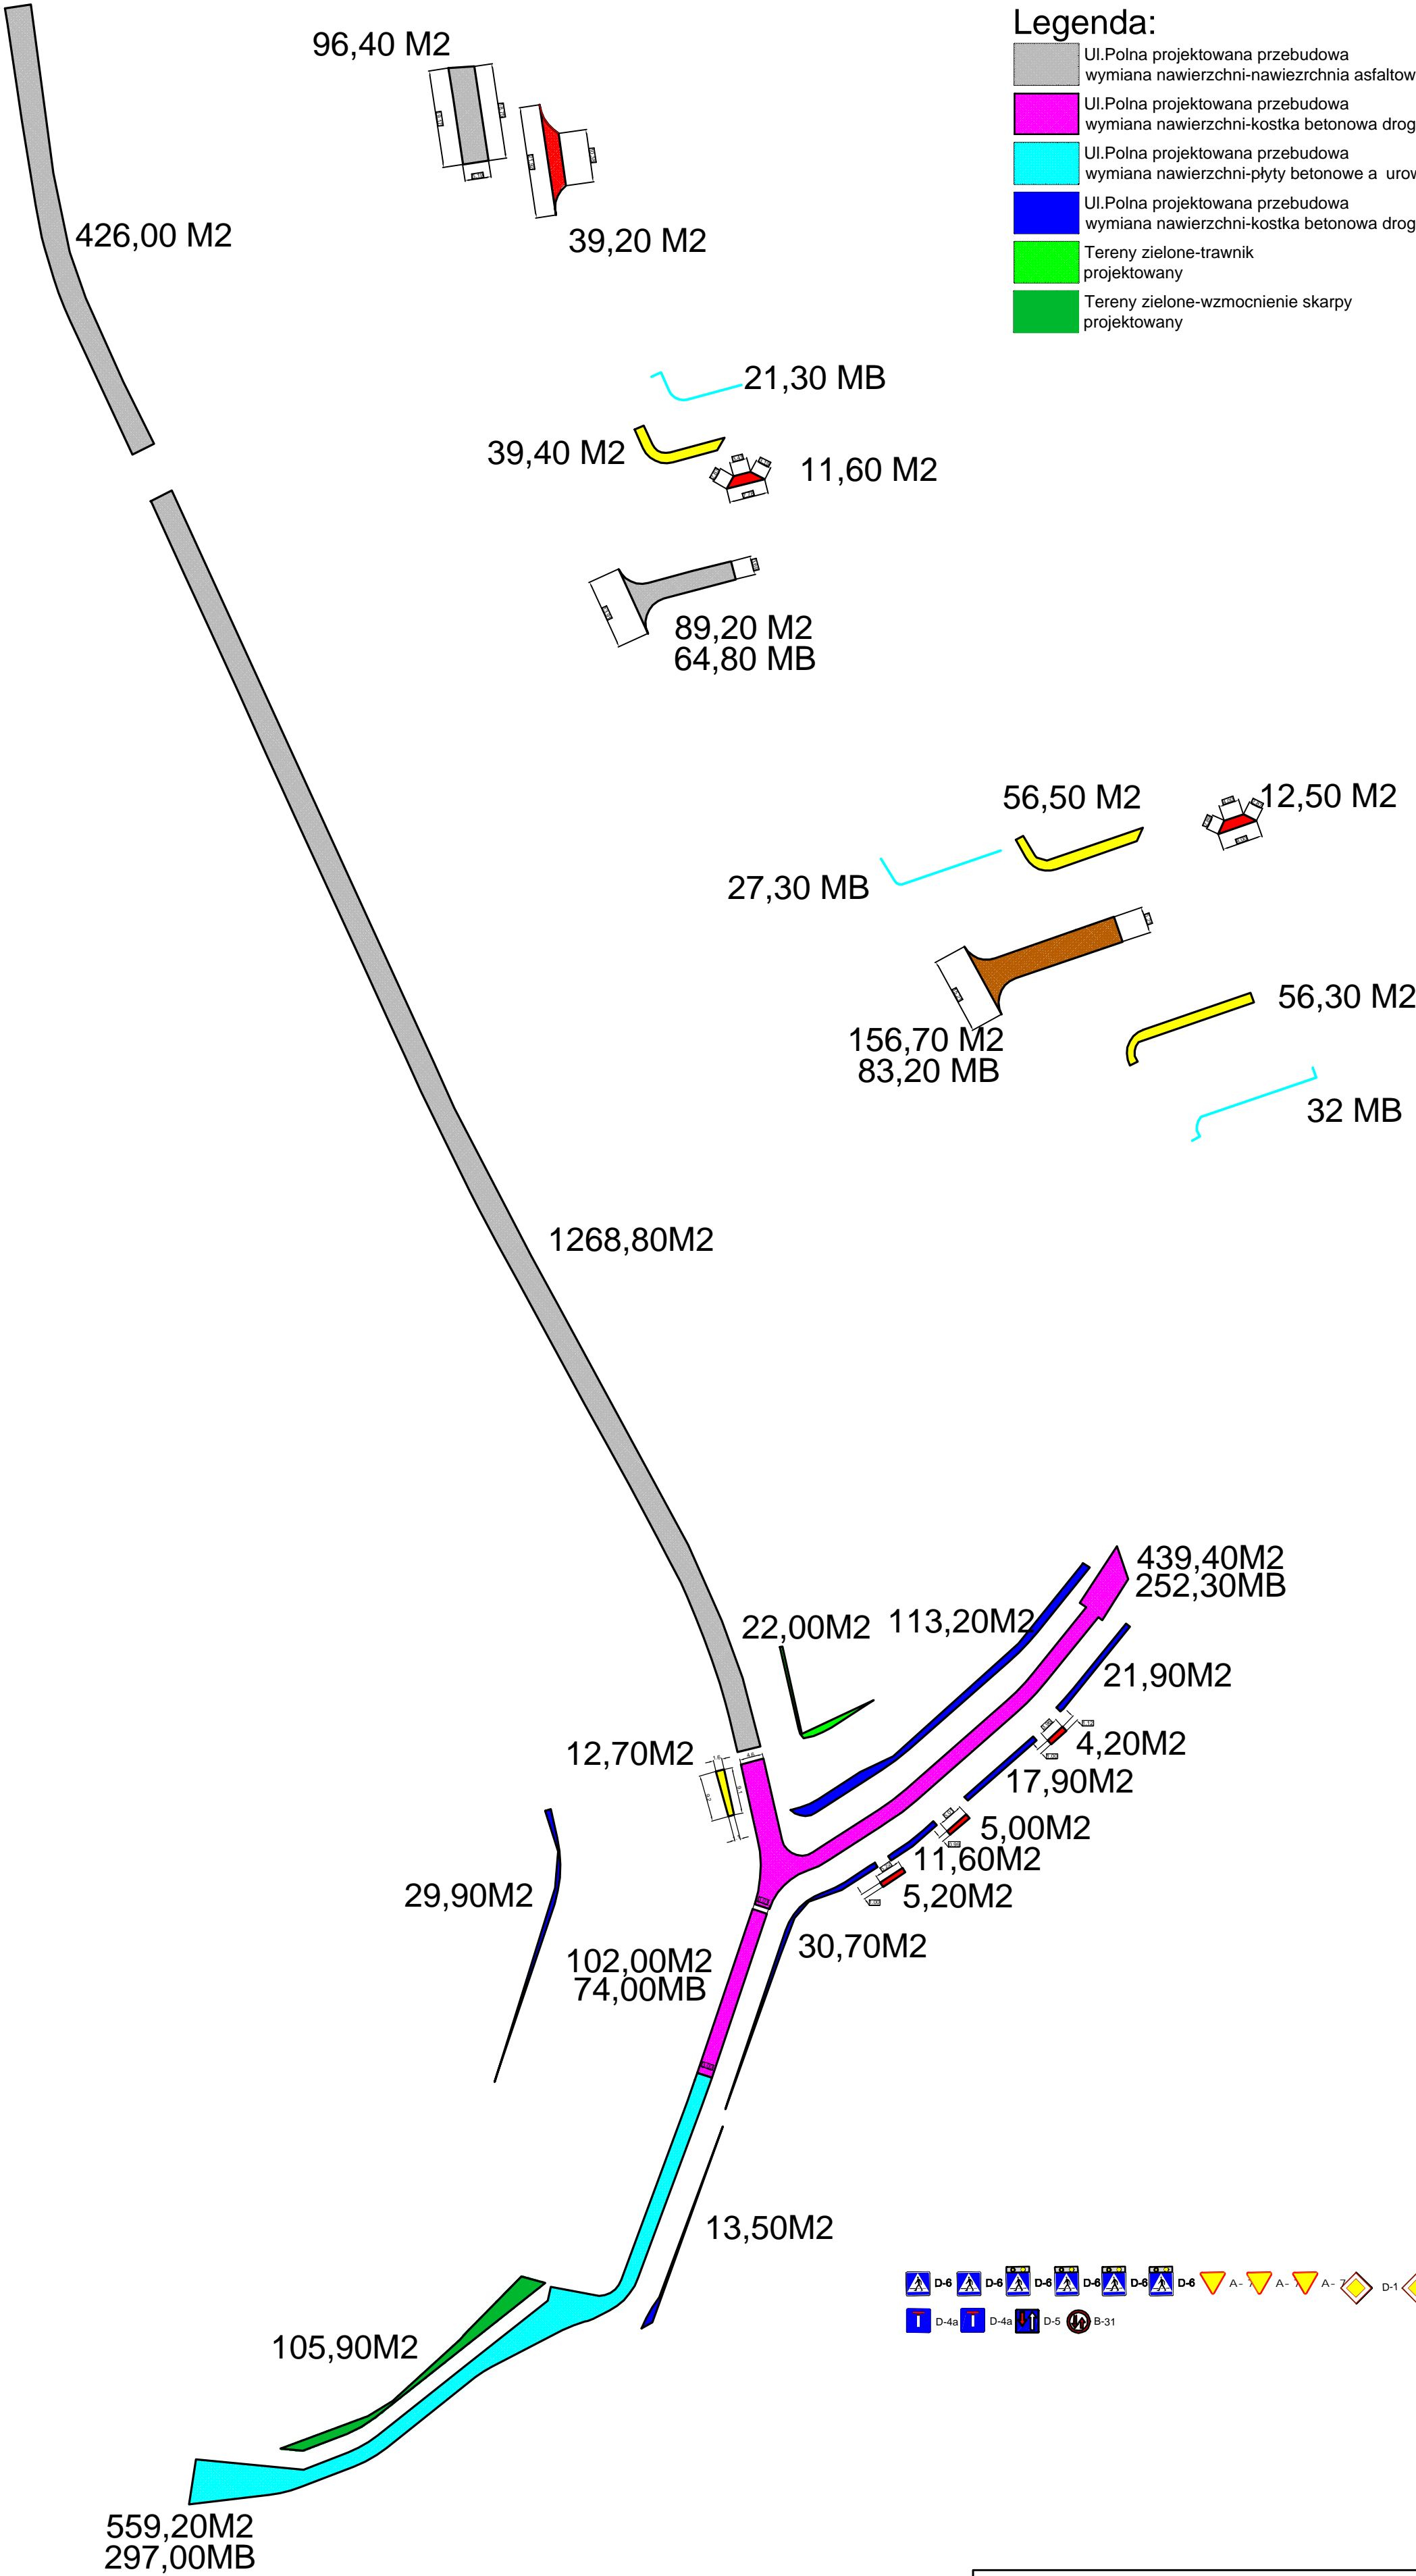 Legenda:
Ul.Polna projektowana przebudowa
wymiana nawierzchni-nawiezrchnia asfaltow
Ul.Polna projektowana przebudowa
wymiana nawierzchni-kostka betonowa drog
Ul.Polna projektowana przebudowa
wymiana nawierzchni-płyty betonowe a urow
Ul.Polna projektowana przebudowa
wymiana nawierzchni-kostka betonowa drog
Tereny zielone-trawnik
projektowany
Tereny zielone-wzmocnienie skarpy
projektowany
96,40 M2
426,00 M2
39,20 M2
21,30 MB
39,40 M2
11,60 M2
89,20 M2
64,80 MB
56,50 M2
12,50 M2
27,30 MB
156,70 M2
83,20 MB
56,30 M2
32 MB
1268,80M2
439,40M2
252,30MB
22,00M2
113,20M2
21,90M2
12,70M2
4,20M2
17,90M2
5,00M2
11,60M2
5,20M2
29,90M2
30,70M2
102,00M2
74,00MB
13,50M2
D-6 D-6 D-6 D-6 D-6 D-6 A-7 A-7 A-7 D-1
D-4a D-4a D-5 B-31
105,90M2
559,20M2
297,00MB